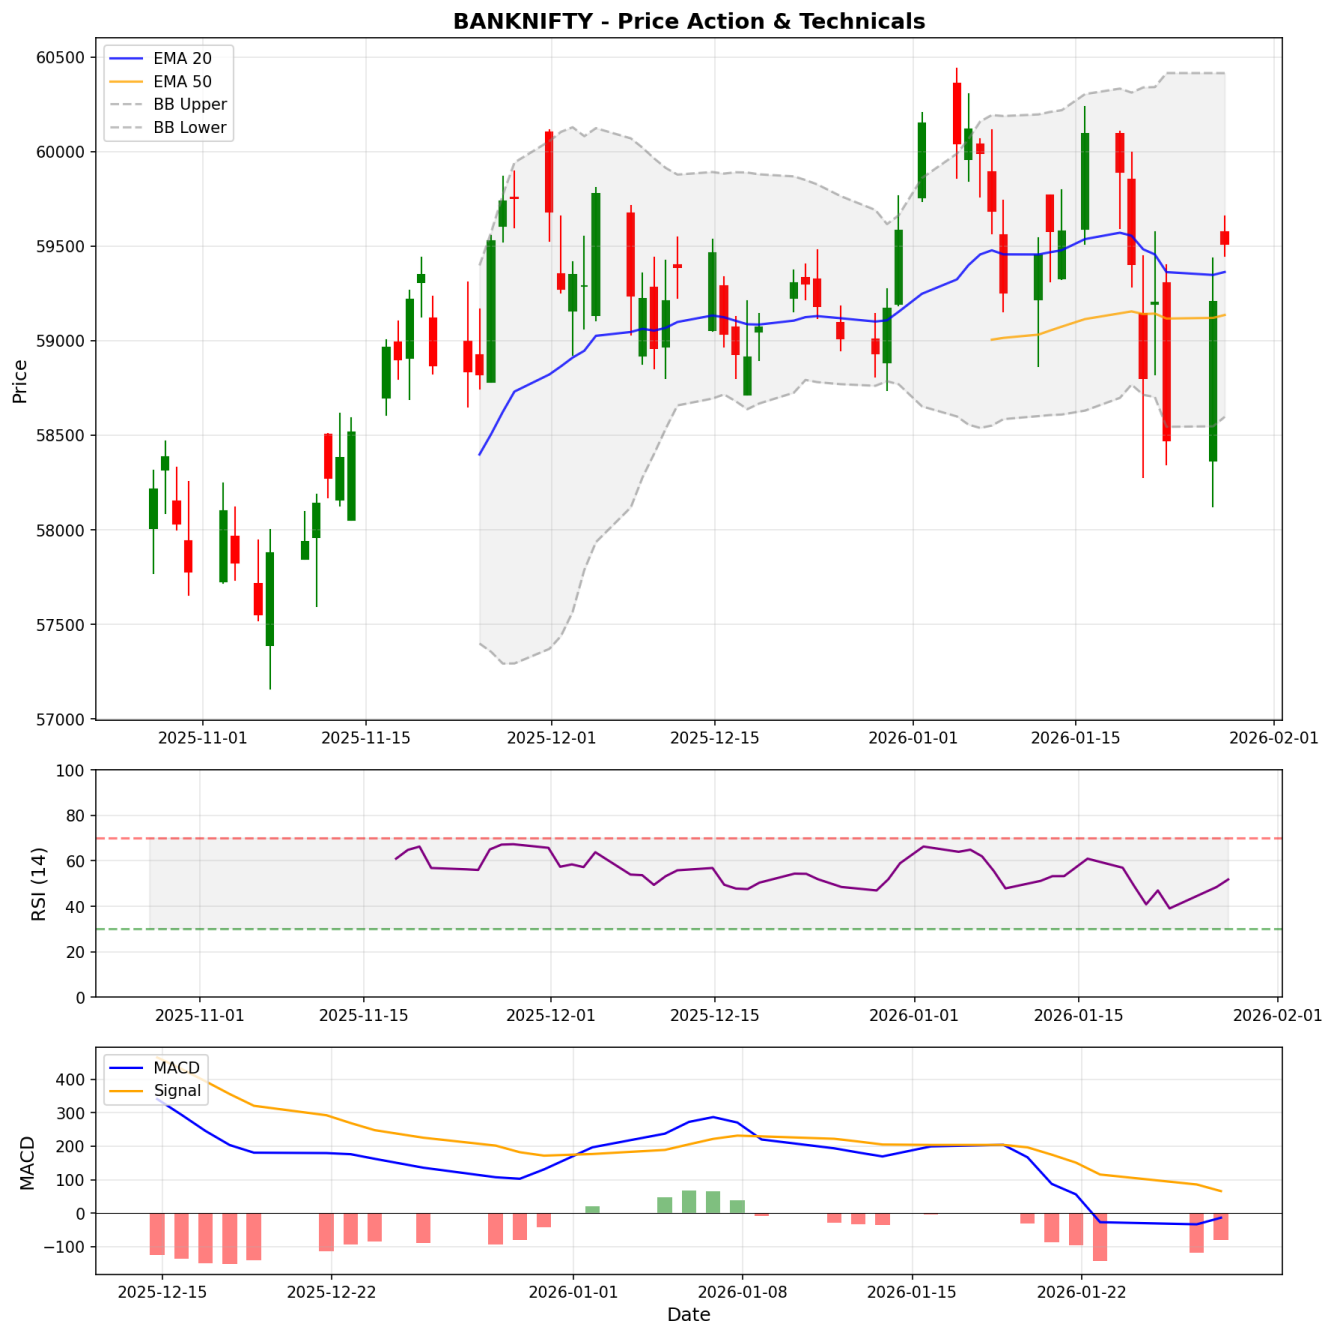 BANKNIFTY - Price Action & Technicals
EMA 20
EMA 50
BB Upper
BB Lower
Price
60500
60000
59500
59000
58500
58000
57500
57000
2025-11-01 2025-11-15 2025-12-01 2025-12-15 2026-01-01 2026-01-15 2026-02-01
RSI (14)
100
80
60
40
20
0
2025-11-01 2025-11-15 2025-12-01 2025-12-15 2026-01-01 2026-01-15 2026-02-01
MACD
Signal
MACD
400
300
200
100
0
−100
2025-12-15 2025-12-22 2026-01-01 2026-01-08 2026-01-15 2026-01-22
Date